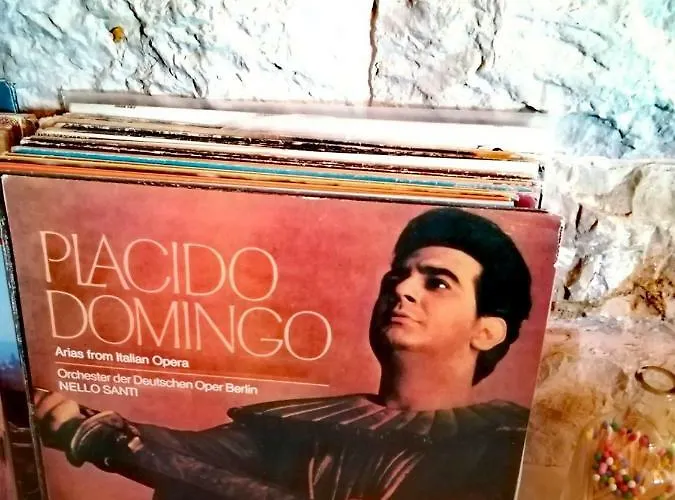 PLACIDO
DOMINGO
Arias from Italian Opera
Orchester der Deutschen Oper Berlin
NELLO SANTI